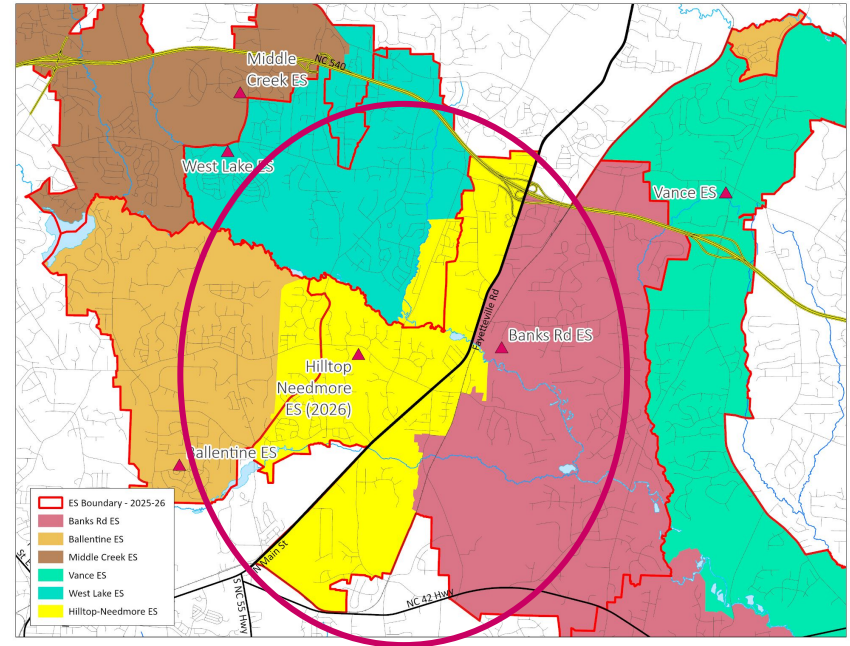 Middle
Creek ES
NC 540
West Lake ES
Vance ES
Fayetteville Rd
Banks Rd ES
Hilltop
Needmore
ES (2026)
Ballentine ES
ES Boundary - 2025-26
Banks Rd ES
Ballentine ES
Middle Creek ES
Vance ES
West Lake ES
Hilltop-Needmore ES
N Main St
S NC 55 Hwy
NC 42 Hwy